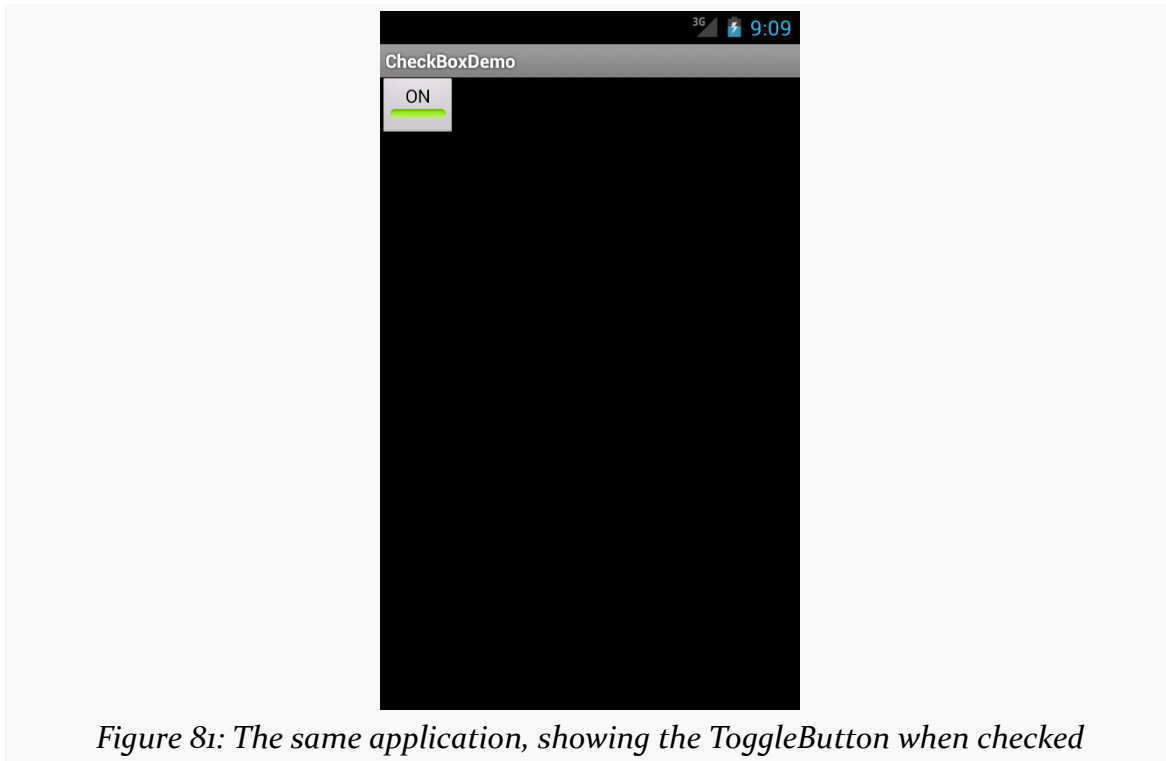 3G 9:09
CheckBoxDemo
ON
Figure 81: The same application, showing the ToggleButton when checked